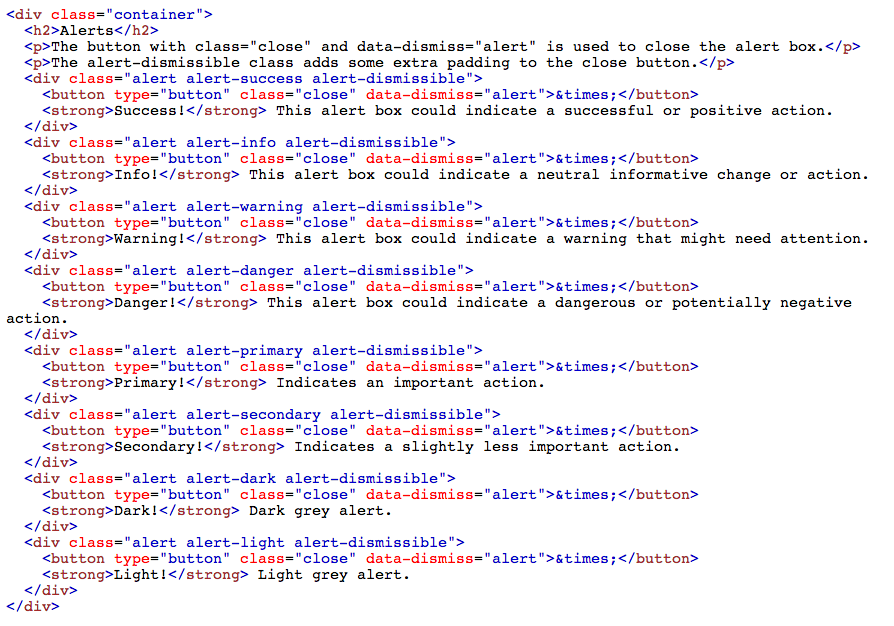 <div class="container">
  <h2>Alerts</h2>
  <p>The button with class="close" and data-dismiss="alert" is used to close the alert box.</p>
  <p>The alert-dismissible class adds some extra padding to the close button.</p>
  <div class="alert alert-success alert-dismissible">
    <button type="button" class="close" data-dismiss="alert">&times;</button>
    <strong>Success!</strong> This alert box could indicate a successful or positive action.
  </div>
  <div class="alert alert-info alert-dismissible">
    <button type="button" class="close" data-dismiss="alert">&times;</button>
    <strong>Info!</strong> This alert box could indicate a neutral informative change or action.
  </div>
  <div class="alert alert-warning alert-dismissible">
    <button type="button" class="close" data-dismiss="alert">&times;</button>
    <strong>Warning!</strong> This alert box could indicate a warning that might need attention.
  </div>
  <div class="alert alert-danger alert-dismissible">
    <button type="button" class="close" data-dismiss="alert">&times;</button>
    <strong>Danger!</strong> This alert box could indicate a dangerous or potentially negative
action.
  </div>
  <div class="alert alert-primary alert-dismissible">
    <button type="button" class="close" data-dismiss="alert">&times;</button>
    <strong>Primary!</strong> Indicates an important action.
  </div>
  <div class="alert alert-secondary alert-dismissible">
    <button type="button" class="close" data-dismiss="alert">&times;</button>
    <strong>Secondary!</strong> Indicates a slightly less important action.
  </div>
  <div class="alert alert-dark alert-dismissible">
    <button type="button" class="close" data-dismiss="alert">&times;</button>
    <strong>Dark!</strong> Dark grey alert.
  </div>
  <div class="alert alert-light alert-dismissible">
    <button type="button" class="close" data-dismiss="alert">&times;</button>
    <strong>Light!</strong> Light grey alert.
  </div>
</div>